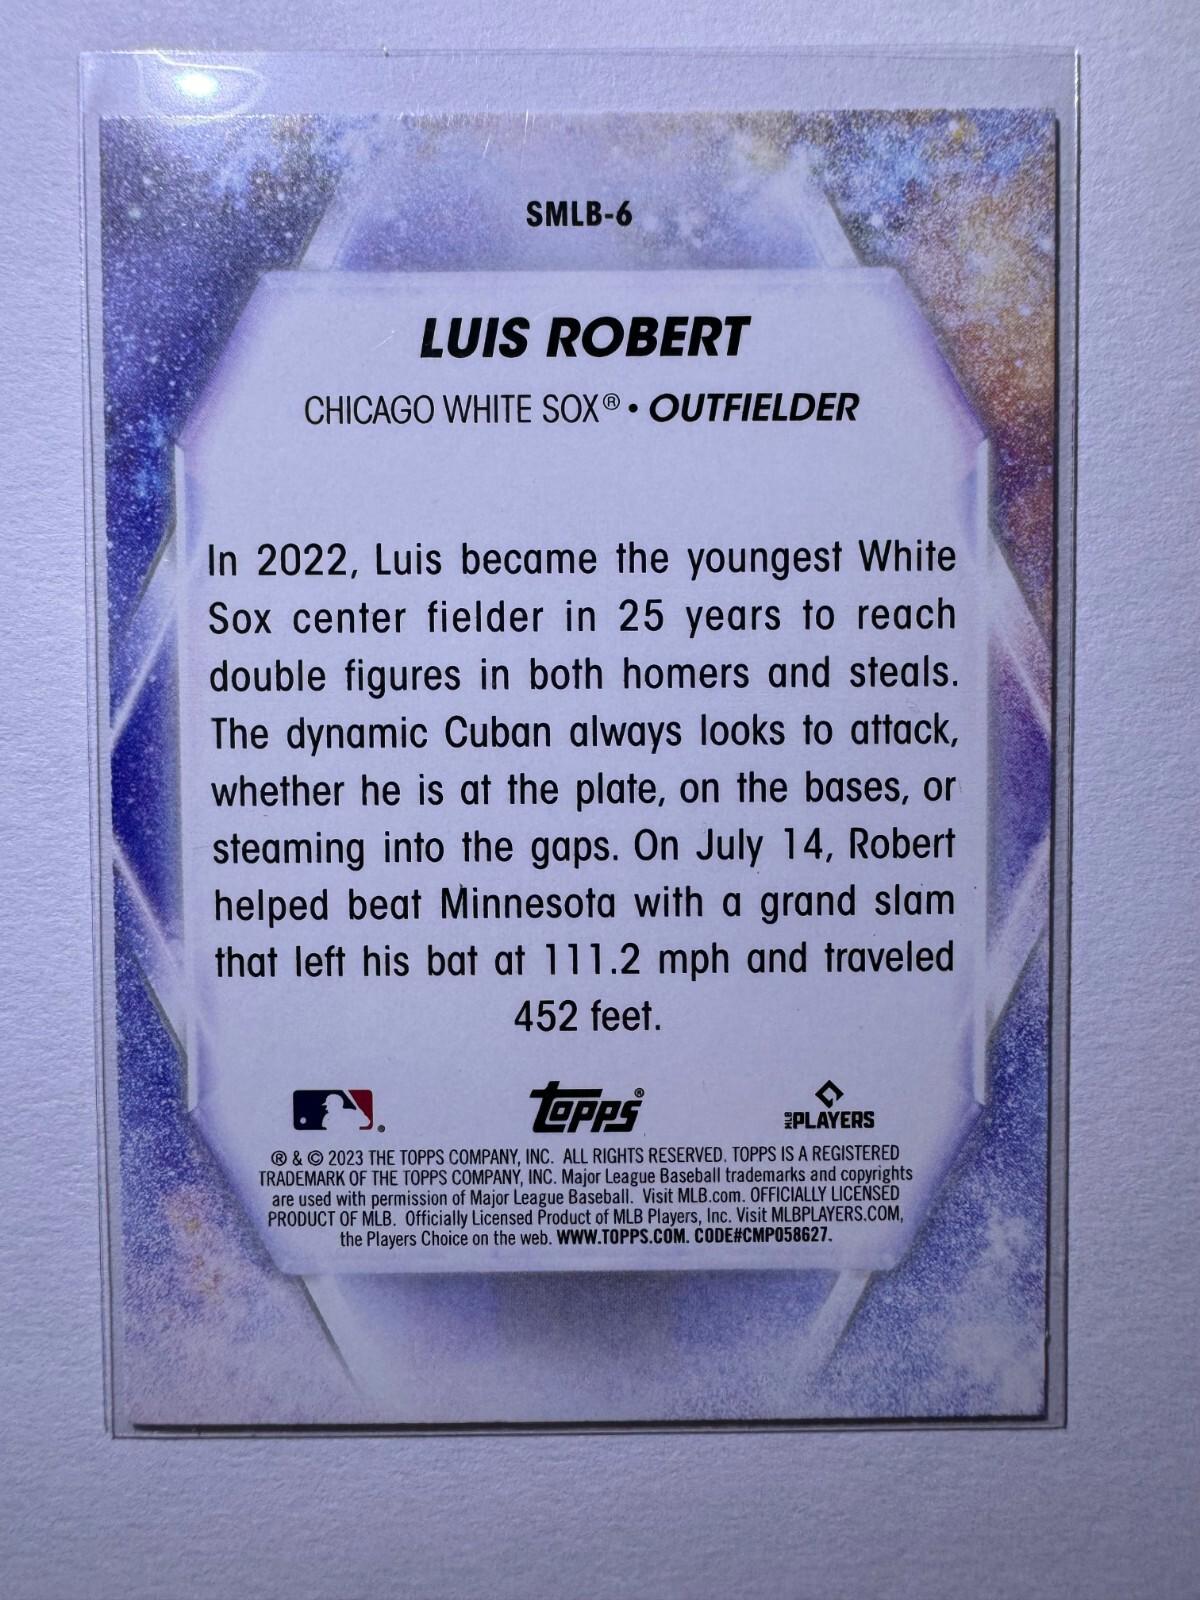 SMLB-6
LUIS ROBERT
CHICAGO WHITE SOX® • OUTFIELDER
In 2022, Luis became the youngest White
Sox center fielder in 25 years to reach
double figures in both homers and steals.
The dynamic Cuban always looks to attack,
whether he is at the plate, on the bases, or
steaming into the gaps. On July 14, Robert
helped beat Minnesota with a grand slam
that left his bat at 111.2 mph and traveled
452 feet.
topps®
MLB PLAYERS
® & © 2023 THE TOPPS COMPANY, INC. ALL RIGHTS RESERVED. TOPPS IS A REGISTERED
TRADEMARK OF THE TOPPS COMPANY, INC. Major League Baseball trademarks and copyrights
are used with permission of Major League Baseball. Visit MLB.com. OFFICIALLY LICENSED
PRODUCT OF MLB. Officially Licensed Product of MLB Players, Inc. Visit MLBPLAYERS.COM,
the Players Choice on the web. WWW.TOPPS.COM. CODE#CMP058627.